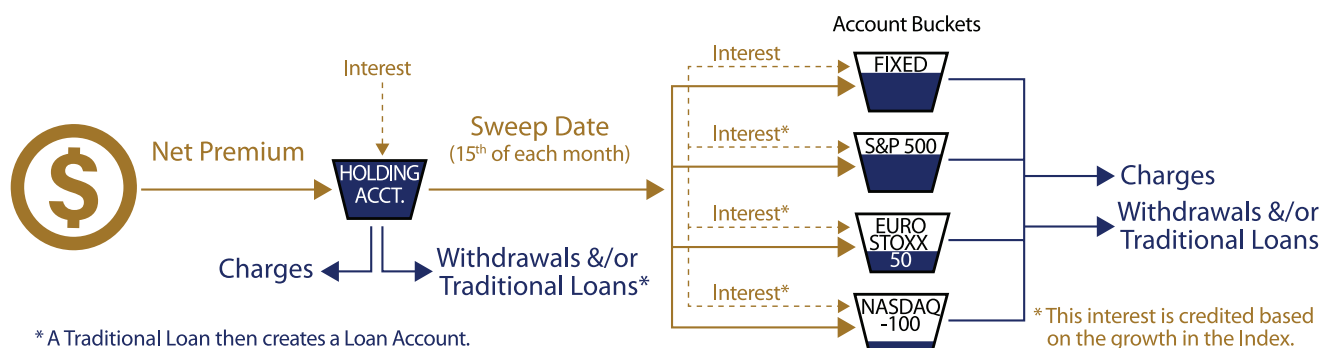 Account Buckets
Interest
Net Premium
$
HOLDING
ACCT.
Charges
Withdrawals &/or
Traditional Loans*
Sweep Date
(15th of each month)
Interest
FIXED
Interest*
S&P 500
Interest*
EURO
STOXX
50
Interest*
NASDAQ
-100
Charges
Withdrawals &/or
Traditional Loans
* A Traditional Loan then creates a Loan Account.
* This interest is credited based
on the growth in the Index.